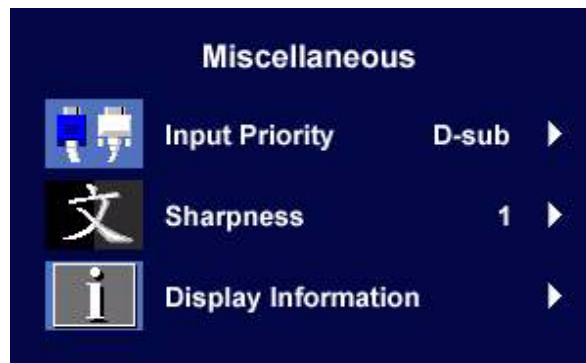 Miscellaneous
Input Priority D-sub
文 Sharpness 1
i Display Information